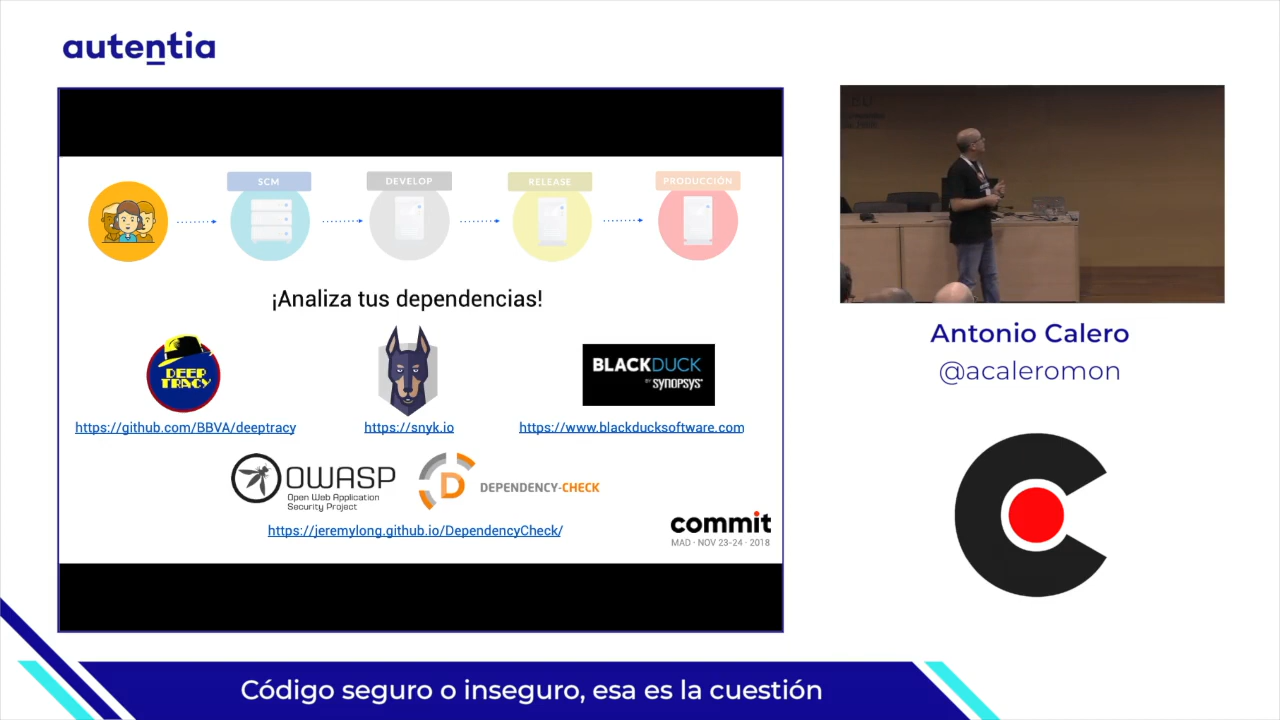 autentia
SCM
DEVELOP
RELEASE
PRODUCCIÓN
¡Analiza tus dependencias!
DEEP
TRACY
BLACKDUCK
BY SYNOPSYS
https://github.com/BBVA/deeptracy
https://snyk.io
https://www.blackducksoftware.com
OWASP
Open Web Application
Security Project
D
DEPENDENCY-CHECK
https://jeremylong.github.io/DependencyCheck/
commit
MAD · NOV 23-24 · 2018
Antonio Calero
@acaleromon
Código seguro o inseguro, esa es la cuestión